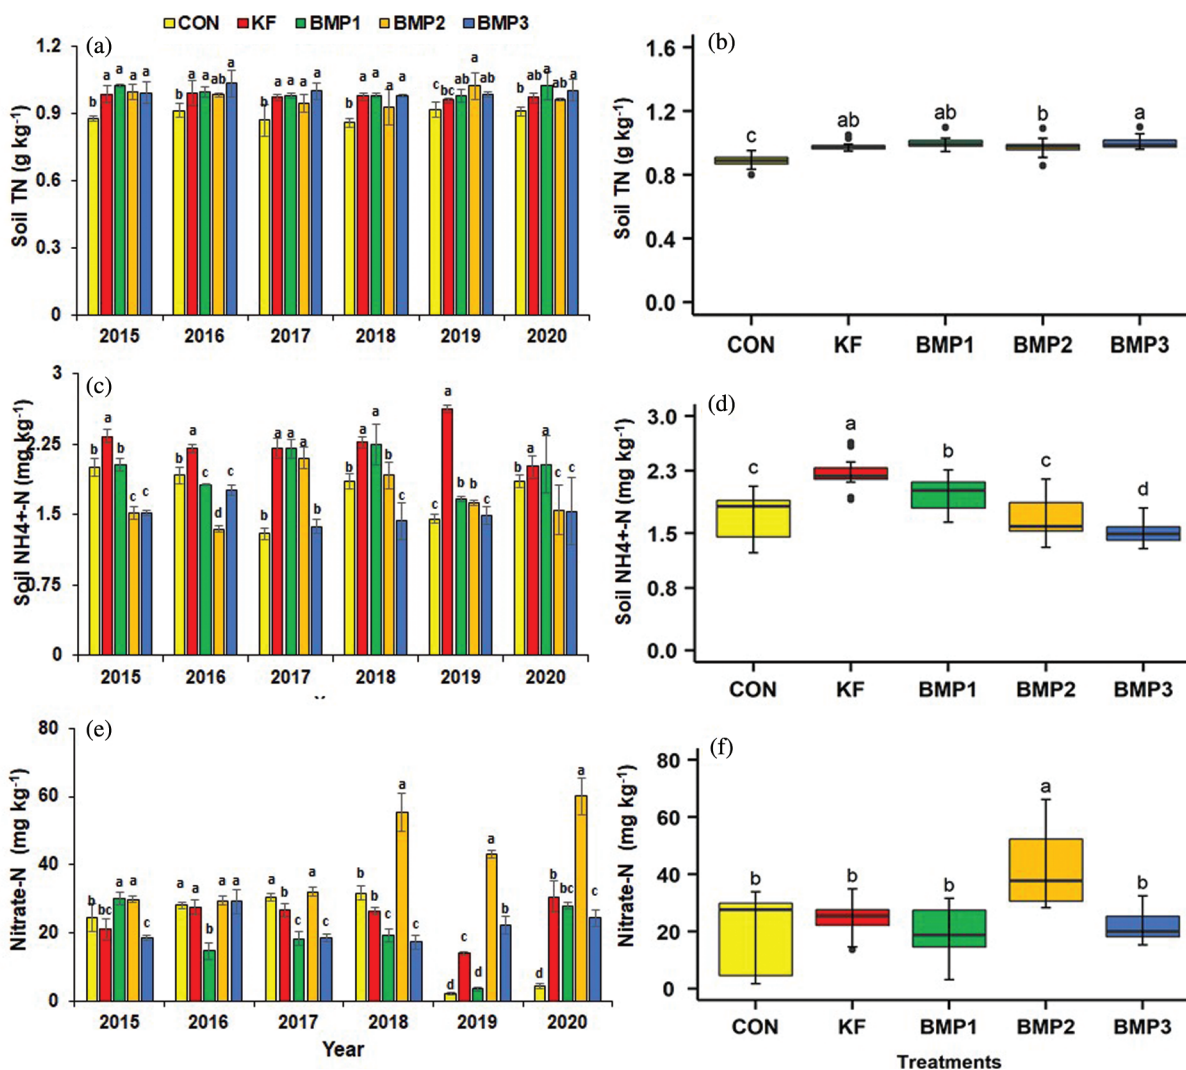 CON KF BMP1 BMP2 BMP3
(a)
Soil TN (g kg-1)
1.2
0.9
0.6
0.3
0
b a a a a
b a a ab a
b a a a a
b a a a a
c bc ab a ab
b ab a ab a
2015 2016 2017 2018 2019 2020
(b)
Soil TN (g kg-1)
1.6
1.2
0.8
0.4
0.0
c ab ab b a
CON KF BMP1 BMP2 BMP3
(c)
Soil NH4+-N (mg kg-1)
3
2.25
1.5
0.75
0
b a b c c
b a c d c
b a a a b
b a a b c
c a b b c
b a a c c
2015 2016 2017 2018 2019 2020
(d)
Soil NH4+-N (mg kg-1)
3.0
2.3
1.5
0.8
0.0
c a b c d
CON KF BMP1 BMP2 BMP3
(e)
Nitrate-N (mg kg-1)
80
60
40
20
0
b bc a a c
a a b a a
a b c a c
b b c a c
d c d a b
d b bc a c
2015 2016 2017 2018 2019 2020
Year
(f)
Nitrate-N (mg kg-1)
80
60
40
20
0
b b b a b
CON KF BMP1 BMP2 BMP3
Treatments